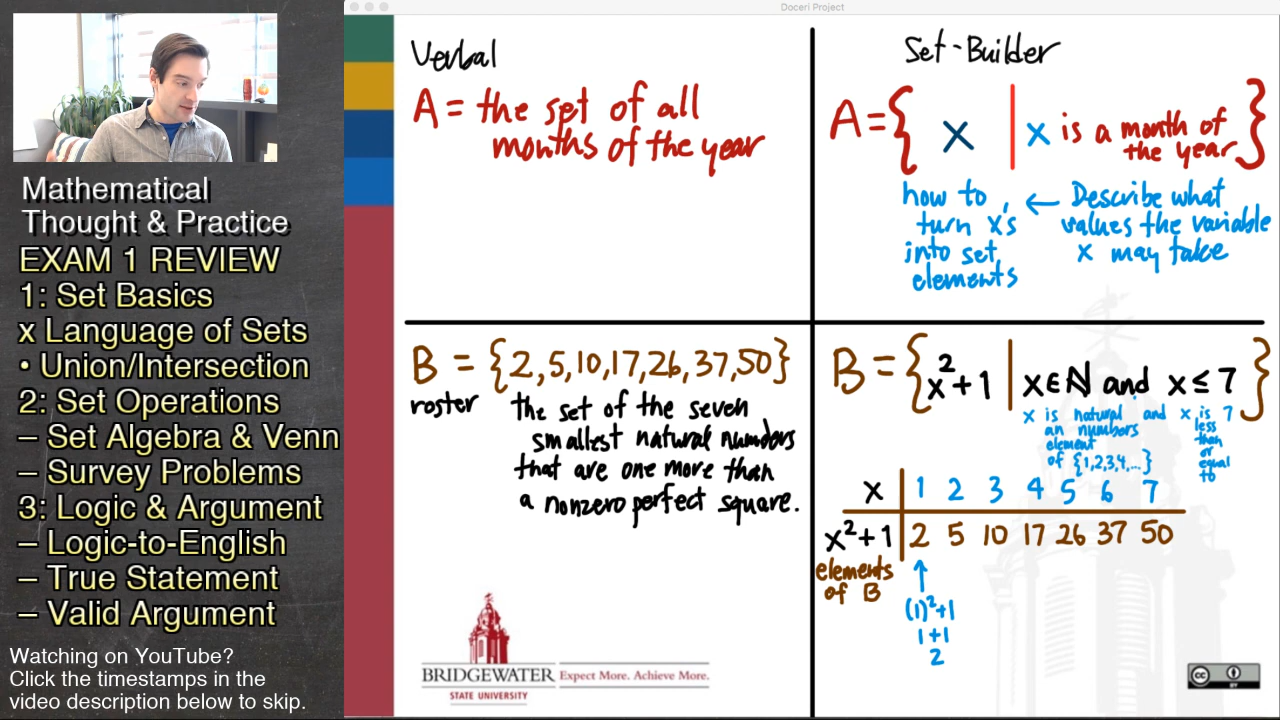 Doceri Project
Mathematical
Thought & Practice
EXAM 1 REVIEW
1: Set Basics
x Language of Sets
• Union/Intersection
2: Set Operations
– Set Algebra & Venn
– Survey Problems
3: Logic & Argument
– Logic-to-English
– True Statement
– Valid Argument
Watching on YouTube?
Click the timestamps in the
video description below to skip.
Verbal
A = the set of all
months of the year
Set-Builder
A = { x | x is a month of
the year }
how to
turn x's
into set
elements
← Describe what
values the variable
x may take
B = {2, 5, 10, 17, 26, 37, 50}
roster
the set of the seven
smallest natural numbers
that are one more than
a nonzero perfect square.
B = { x²+1 | x∈ℕ and x ≤ 7 }
x is natural and x is 7
an numbers less
element than
of {1,2,3,4,...} or
equal
to
x | 1 2 3 4 5 6 7
x²+1 | 2 5 10 17 26 37 50
elements
of B
↑
(1)²+1
1+1
2
BRIDGEWATER
STATE UNIVERSITY
Expect More. Achieve More.
cc
BY